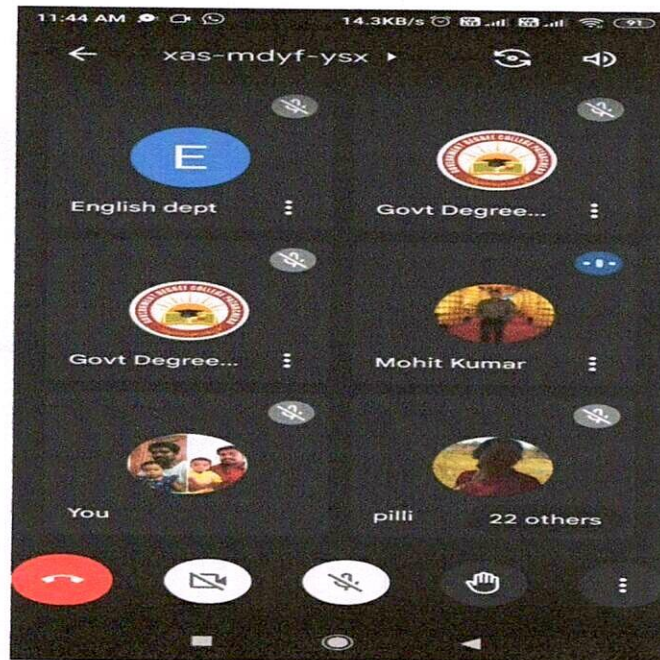 11:44 AM 14.3KB/s 91
xas-mdyf-ysx
E
English dept
Govt Degree...
Govt Degree...
Mohit Kumar
You
pilli 22 others